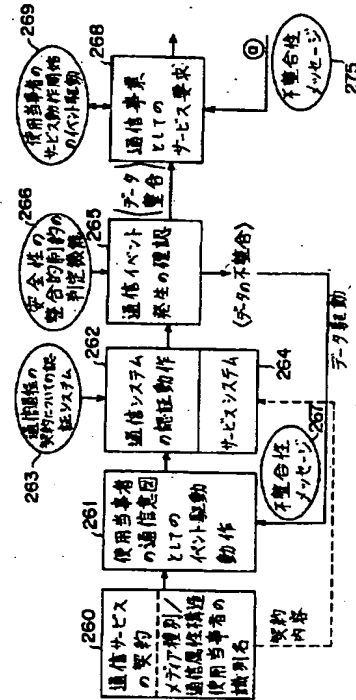 260
通信サービス
の契約
メディア種別/
通信属性構造
使用当事者の
識別名
契約内容
261
使用当事者
の通信意図
としての
イベント駆動
動作
267
不整合性
メッセージ
263
通信属性の
契約についての認
証システム
262
通信システム
の認証動作
サービスシステム
264
266
安全性の
整合的制約の
判定機能
265
通信イベント
発生の確認
(データの不整合)
データ駆動
(データ
整合)
269
使用当事者の
サービス動作開始
のイベント駆動
268
通信事業
としての
サービス要求
ⓐ
不整合性
メッセージ
275